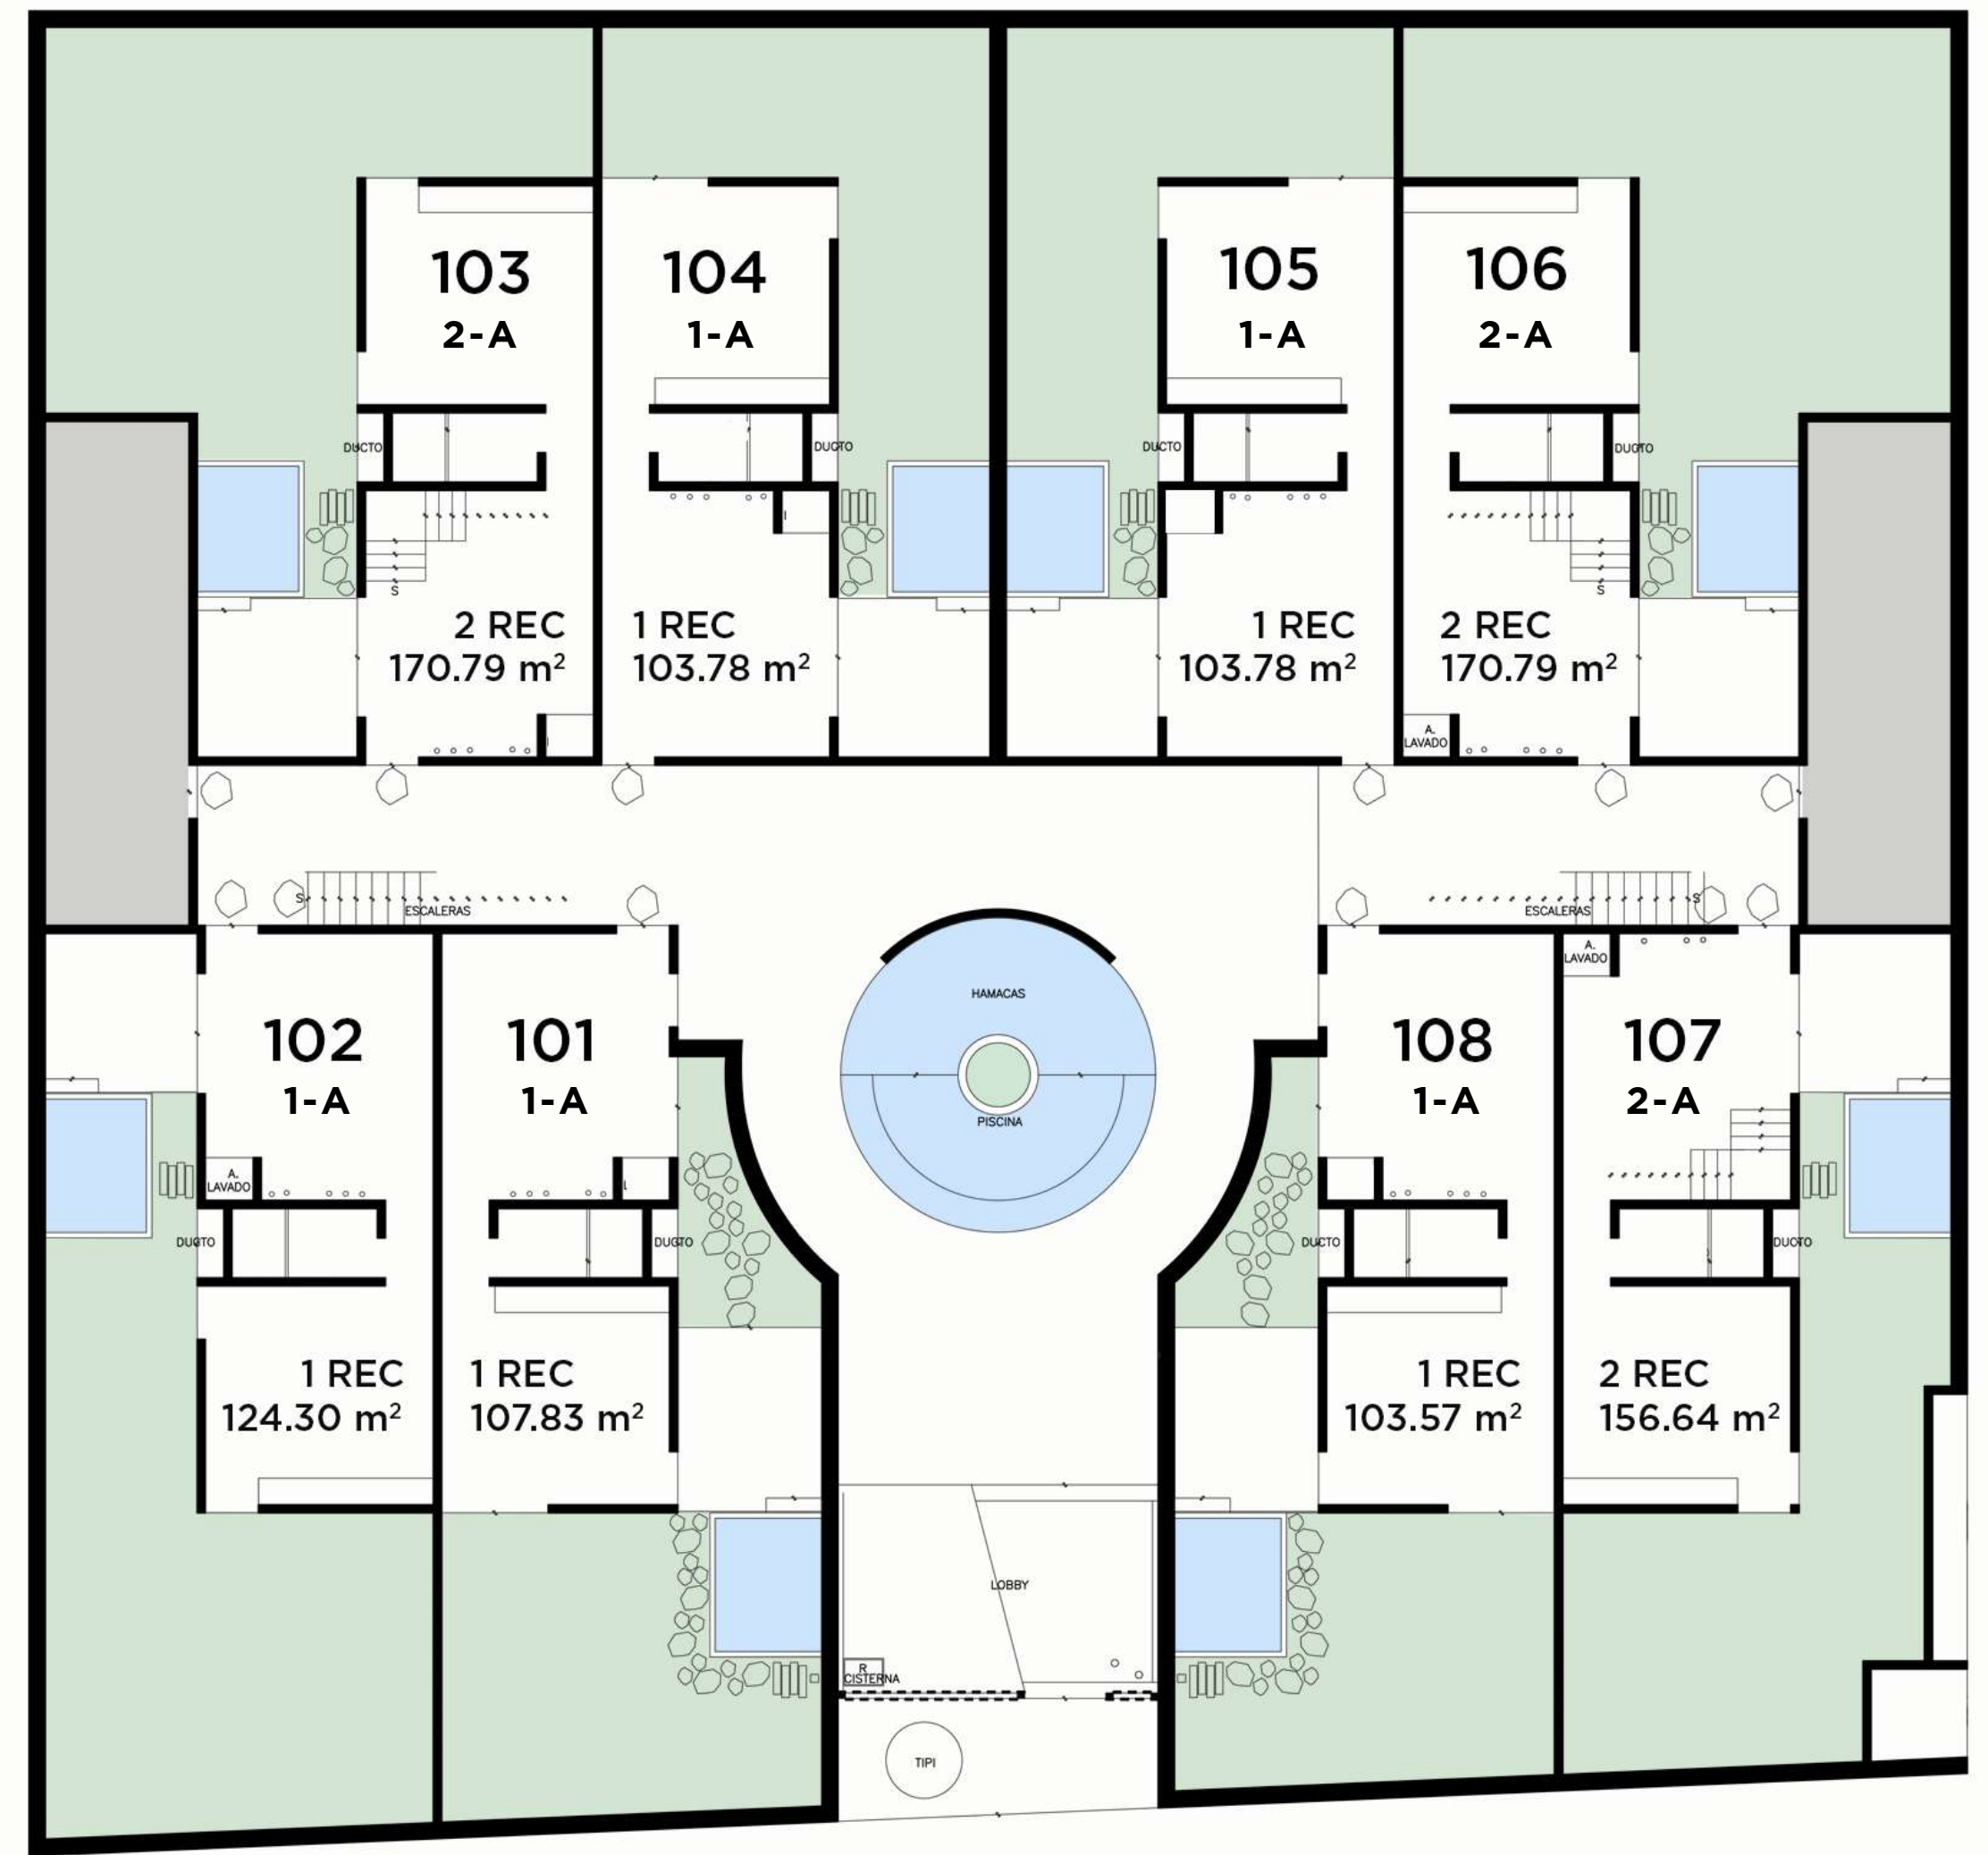 103
2-A
104
1-A
105
1-A
106
2-A
DUCTO
DUCTO
DUCTO
DUCTO
S
S
2 REC
170.79 m²
1 REC
103.78 m²
1 REC
103.78 m²
2 REC
170.79 m²
A.
LAVADO
S
ESCALERAS
S
ESCALERAS
A.
LAVADO
HAMACAS
PISCINA
102
1-A
101
1-A
108
1-A
107
2-A
A.
LAVADO
DUCTO
DUCTO
DUCTO
DUCTO
1 REC
124.30 m²
1 REC
107.83 m²
1 REC
103.57 m²
2 REC
156.64 m²
LOBBY
R
CISTERNA
TIPI